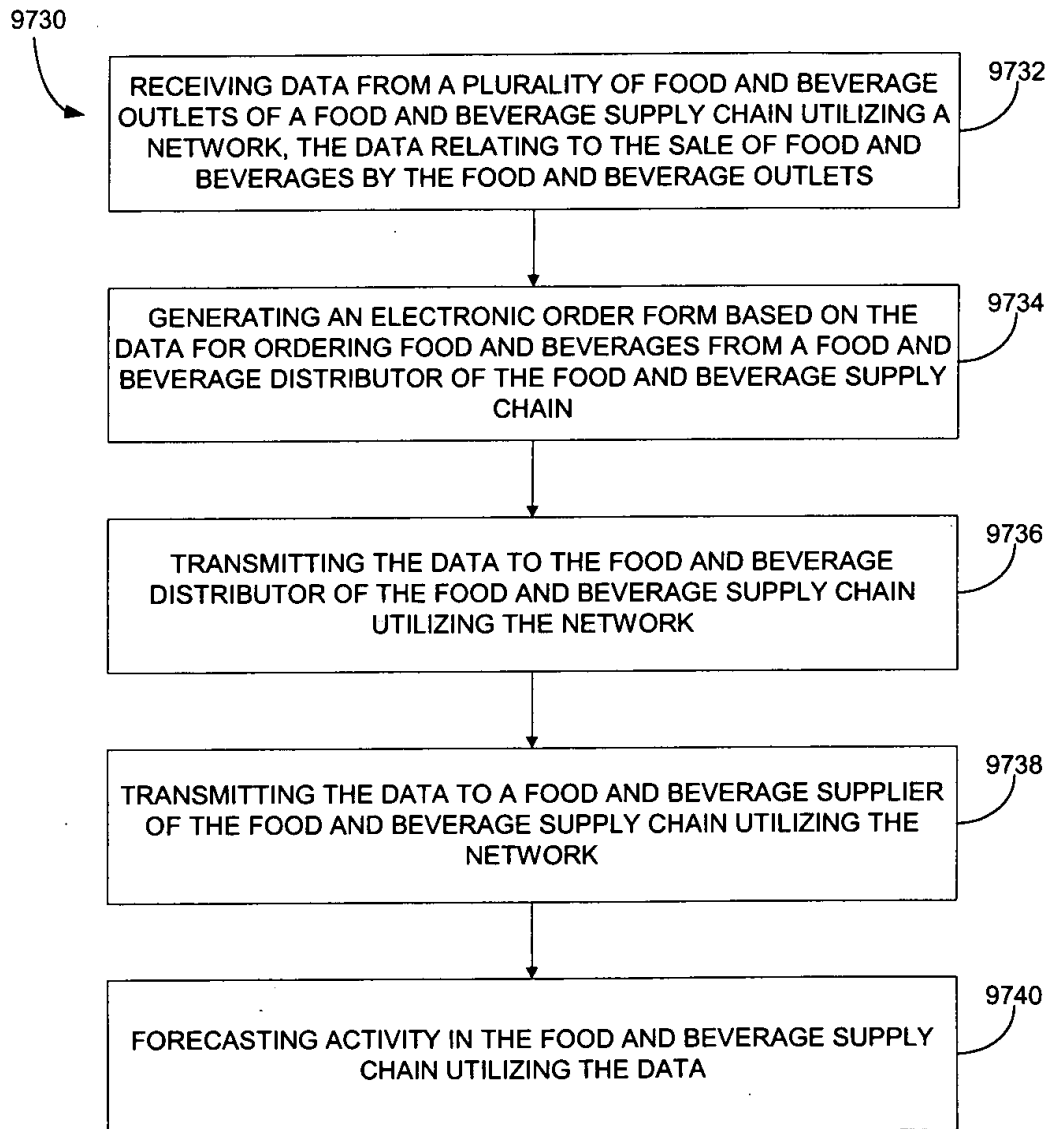 9730
RECEIVING DATA FROM A PLURALITY OF FOOD AND BEVERAGE
OUTLETS OF A FOOD AND BEVERAGE SUPPLY CHAIN UTILIZING A
NETWORK, THE DATA RELATING TO THE SALE OF FOOD AND
BEVERAGES BY THE FOOD AND BEVERAGE OUTLETS
9732
GENERATING AN ELECTRONIC ORDER FORM BASED ON THE
DATA FOR ORDERING FOOD AND BEVERAGES FROM A FOOD AND
BEVERAGE DISTRIBUTOR OF THE FOOD AND BEVERAGE SUPPLY
CHAIN
9734
TRANSMITTING THE DATA TO THE FOOD AND BEVERAGE
DISTRIBUTOR OF THE FOOD AND BEVERAGE SUPPLY CHAIN
UTILIZING THE NETWORK
9736
TRANSMITTING THE DATA TO A FOOD AND BEVERAGE SUPPLIER
OF THE FOOD AND BEVERAGE SUPPLY CHAIN UTILIZING THE
NETWORK
9738
FORECASTING ACTIVITY IN THE FOOD AND BEVERAGE SUPPLY
CHAIN UTILIZING THE DATA
9740